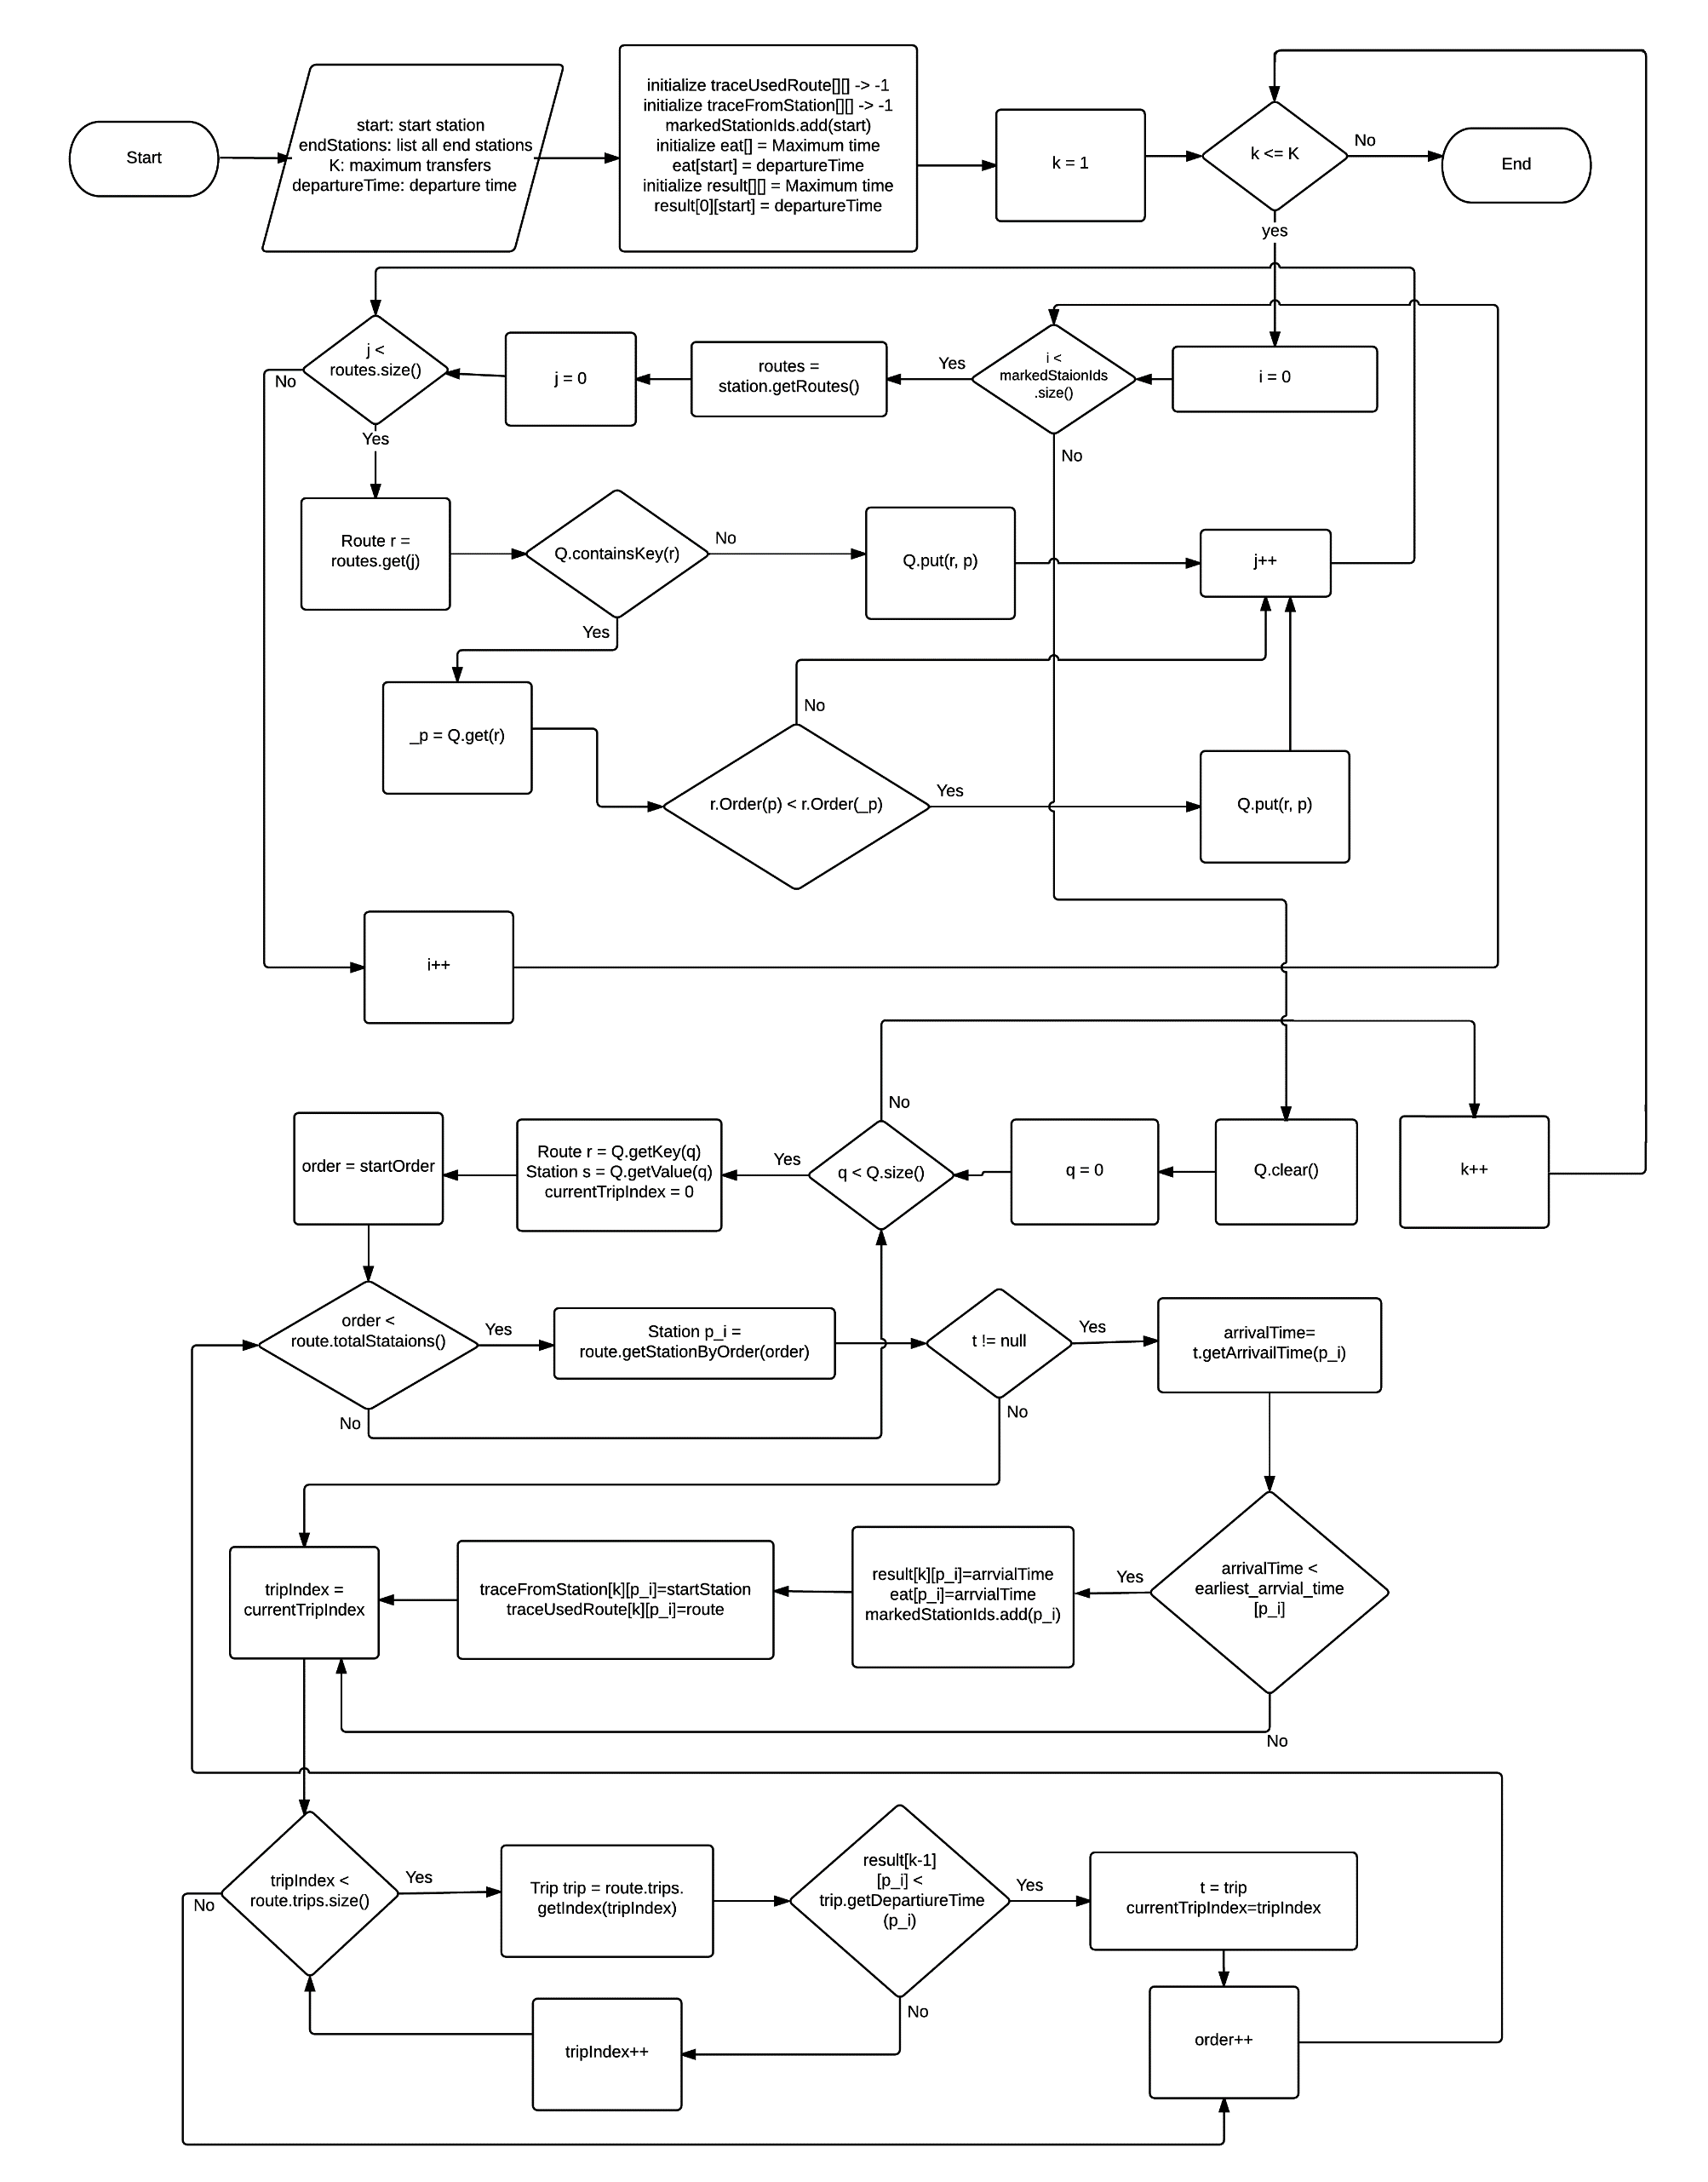 Start
start: start station
endStations: list all end stations
K: maximum transfers
departureTime: departure time
initialize traceUsedRoute[][] -> -1
initialize traceFromStation[][] -> -1
markedStationIds.add(start)
initialize eat[] = Maximum time
eat[start] = departureTime
initialize result[][] = Maximum time
result[0][start] = departureTime
k = 1
k <= K
No
End
yes
i = 0
i <
markedStaionIds
.size()
Yes
routes =
station.getRoutes()
j = 0
j <
routes.size()
No
Yes
No
Route r =
routes.get(j)
Q.containsKey(r)
No
Q.put(r, p)
j++
Yes
_p = Q.get(r)
No
r.Order(p) < r.Order(_p)
Yes
Q.put(r, p)
i++
No
order = startOrder
Route r = Q.getKey(q)
Station s = Q.getValue(q)
currentTripIndex = 0
Yes
q < Q.size()
q = 0
Q.clear()
k++
order <
route.totalStataions()
Yes
No
Station p_i =
route.getStationByOrder(order)
t != null
Yes
No
arrivalTime=
t.getArrivailTime(p_i)
tripIndex =
currentTripIndex
traceFromStation[k][p_i]=startStation
traceUsedRoute[k][p_i]=route
result[k][p_i]=arrvialTime
eat[p_i]=arrvialTime
markedStationIds.add(p_i)
Yes
arrivalTime <
earliest_arrvial_time
[p_i]
No
tripIndex <
route.trips.size()
No
Yes
Trip trip = route.trips.
getIndex(tripIndex)
result[k-1]
[p_i] <
trip.getDepartiureTime
(p_i)
Yes
t = trip
currentTripIndex=tripIndex
No
tripIndex++
order++